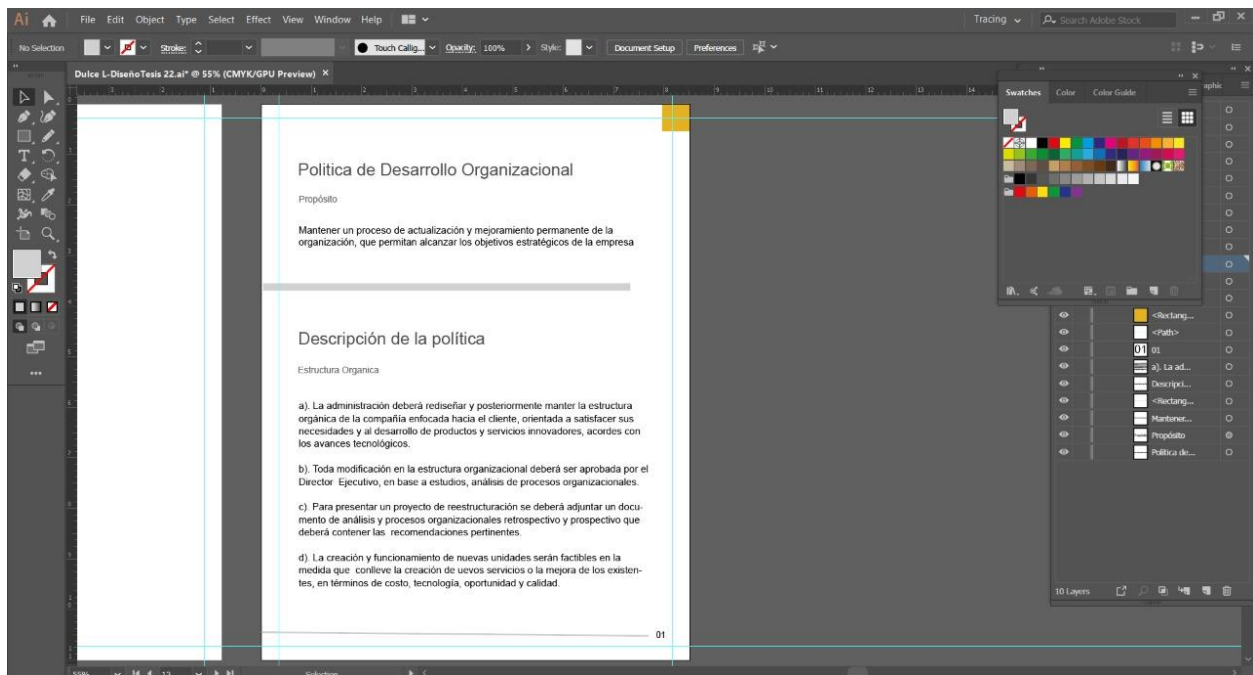 Ai File Edit Object Type Select Effect View Window Help Tracing Search Adobe Stock
No Selection Stroke: Touch Callig... Opacity: 100% Style: Document Setup Preferences
Dulce L-DiseñoTesis 22.ai* @ 55% (CMYK/GPU Preview) ×
Politica de Desarrollo Organizacional
Propósito
Mantener un proceso de actualización y mejoramiento permanente de la
organización, que permitan alcanzar los objetivos estratégicos de la empresa
Descripción de la política
Estructura Organica
a). La administración deberá rediseñar y posteriormente manter la estructura
orgánica de la compañía enfocada hacia el cliente, orientada a satisfacer sus
necesidades y al desarrollo de productos y servicios innovadores, acordes con
los avances tecnológicos.
b). Toda modificación en la estructura organizacional deberá ser aprobada por el
Director  Ejecutivo, en base a estudios, análisis de procesos organizacionales.
c). Para presentar un proyecto de reestructuración se deberá adjuntar un docu-
mento de análisis y procesos organizacionales retrospectivo y prospectivo que
deberá contener las  recomendaciones pertinentes.
d). La creación y funcionamiento de nuevas unidades serán factibles en la
medida que  conlleve la creación de uevos servicios o la mejora de los existen-
tes, en términos de costo, tecnología, oportunidad y calidad.
01
Swatches Color Color Guide
<Rectang...
<Path>
01 01
a). La ad...
Descripci...
<Rectang...
Mantener...
Propósito
Politica de...
10 Layers
55% 12 Selection